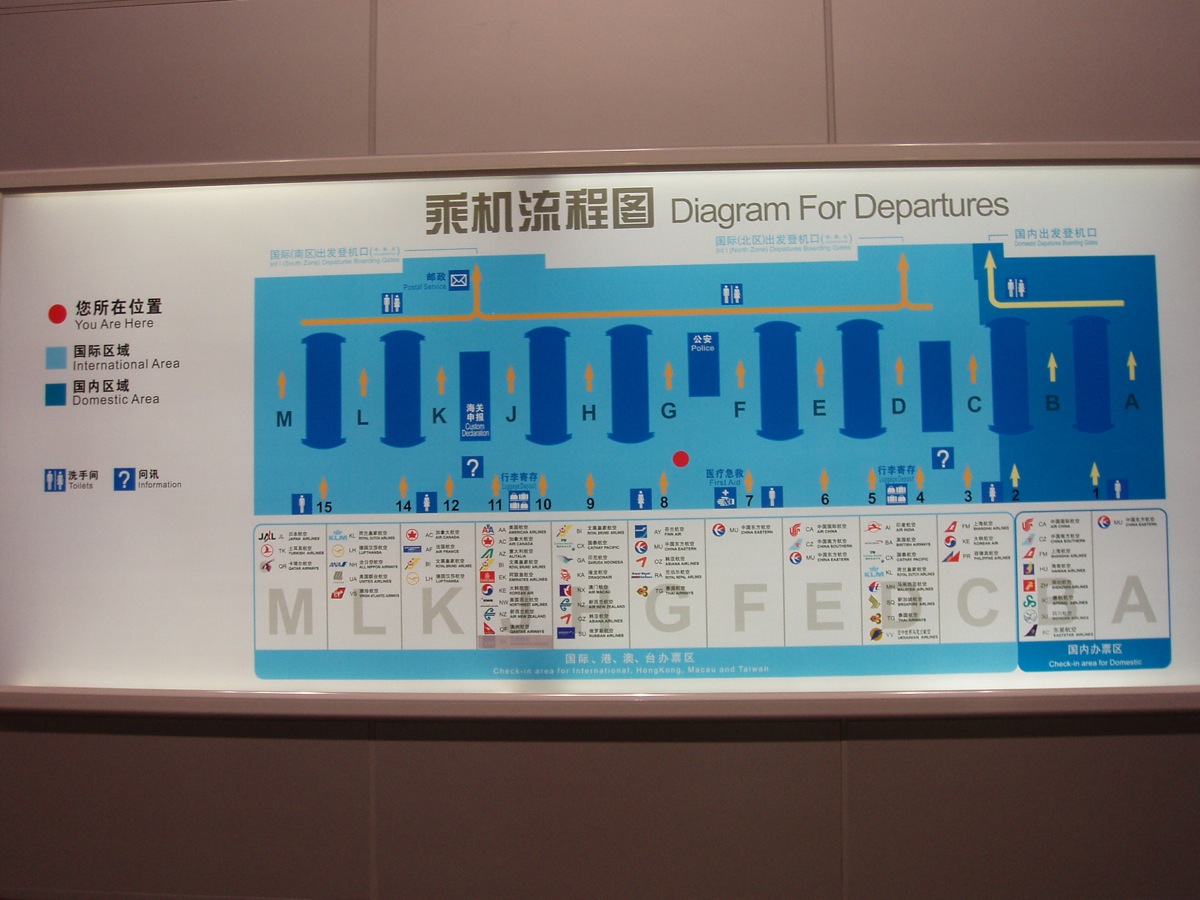 乘机流程图 Diagram For Departures
国际(南区)出发登机口
Int'l (South Zone) Departures Boarding Gates
国际(北区)出发登机口
Int'l (North Zone) Departures Boarding Gates
国内出发登机口
Domestic Depatures Boarding Gates
邮政
Postal Service
您所在位置
You Are Here
国际区域
International Area
国内区域
Domestic Area
公安
Police
M L K J H G F E D C B A
海关
申报
Custom
Declaration
洗手间
Toilets
问讯
Information
?
?
?
行李寄存
Luggage Deposit
医疗急救
First Aid
行李寄存
Luggage Deposit
15 14 12 11 10 9 8 7 6 5 4 3 2 1
JAL JL 日本航空
JAPAN AIRLINES
TK 土耳其航空
TURKISH AIRLINES
QR 卡塔尔航空
QATAR AIRWAYS
KLM 荷兰皇家航空
ROYAL DUTCH AIRLINES
LH 德国汉莎航空
LUFTHANSA
ANA NH 全日空航空
ALL NIPPON AIRWAYS
UA 美国联合航空
UNITED AIRLINES
VS 维珍航空
VIRGIN ATLANTIC AIRWAYS
AC 加拿大航空
AIR CANADA
AF 法国航空
AIR FRANCE
BI 文莱皇家航空
ROYAL BRUNEI AIRLINES
LH 德国汉莎航空
LUFTHANSA
AA 美国航空
AMERICAN AIRLINES
AC 加拿大航空
AIR CANADA
AZ 意大利航空
ALITALIA
BI 文莱皇家航空
ROYAL BRUNEI AIRLINES
EK 阿联酋航空
EMIRATES AIRLINES
KE 大韩航空
KOREAN AIR
NW 美国西北航空
NORTHWEST AIRLINES
NZ 新西兰航空
AIR NEW ZEALAND
QF 澳洲航空
QANTAS AIRWAYS
BI 文莱皇家航空
ROYAL BRUNEI AIRLINES
CX 国泰航空
CATHAY PACIFIC
GA 印尼航空
GARUDA INDONESIA
KA 港龙航空
DRAGONAIR
NX 澳门航空
AIR MACAU
NZ 新西兰航空
AIR NEW ZEALAND
OZ 韩亚航空
ASIANA AIRLINES
SU 俄罗斯航空
RUSSIAN AIRLINES
AY 芬兰航空
FINN AIR
MU 中国东方航空
CHINA EASTERN
OZ 韩亚航空
ASIANA AIRLINES
RA 尼泊尔航空
ROYAL NEPAL AIRLINES
TG 泰国航空
THAI AIRWAYS
MU 中国东方航空
CHINA EASTERN
CA 中国国际航空
AIR CHINA
CZ 中国南方航空
CHINA SOUTHERN
MU 中国东方航空
CHINA EASTERN
AI 印度航空
AIR INDIA
BA 英国航空
BRITISH AIRWAYS
CX 国泰航空
CATHAY PACIFIC
KLM KL 荷兰皇家航空
ROYAL DUTCH AIRLINES
MH 马来西亚航空
MALAYSIA AIRLINES
SQ 新加坡航空
SINGAPORE AIRLINES
TG 泰国航空
THAI AIRWAYS
VV
UKRAINIAN AIRLINES
FM 上海航空
SHANGHAI AIRLINES
KE 大韩航空
KOREAN AIR
PR 菲律宾航空
PHILIPPINE AIRLINES
CA 中国国际航空
AIR CHINA
CZ 中国南方航空
CHINA SOUTHERN
FM 上海航空
SHANGHAI AIRLINES
HU 海南航空
HAINAN AIRLINES
ZH 深圳航空
SHENZHEN AIRLINES
9C 春秋航空
SPRING AIRLINES
3U 四川航空
SICHUAN AIRLINES
东星航空
EASTSTAR AIRLINES
MU 中国东方航空
CHINA EASTERN
M L K G F E C A
国际、港、澳、台办票区
Check-in area for International, HongKong, Macau and Taiwan
国内办票区
Check-in area for Domestic